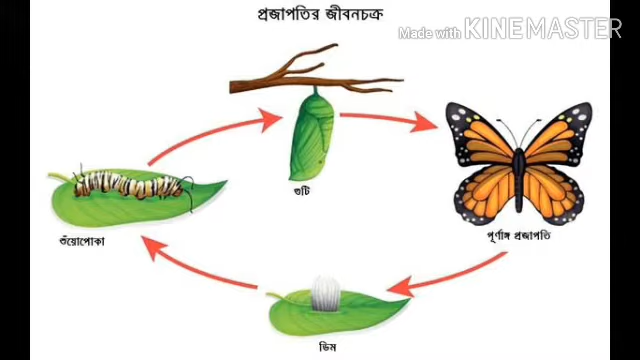 প্রজাপতির জীবনচক্র
Made with KINEMASTER
গুটি
শুঁয়োপোকা
পূর্ণাঙ্গ প্রজাপতি
ডিম